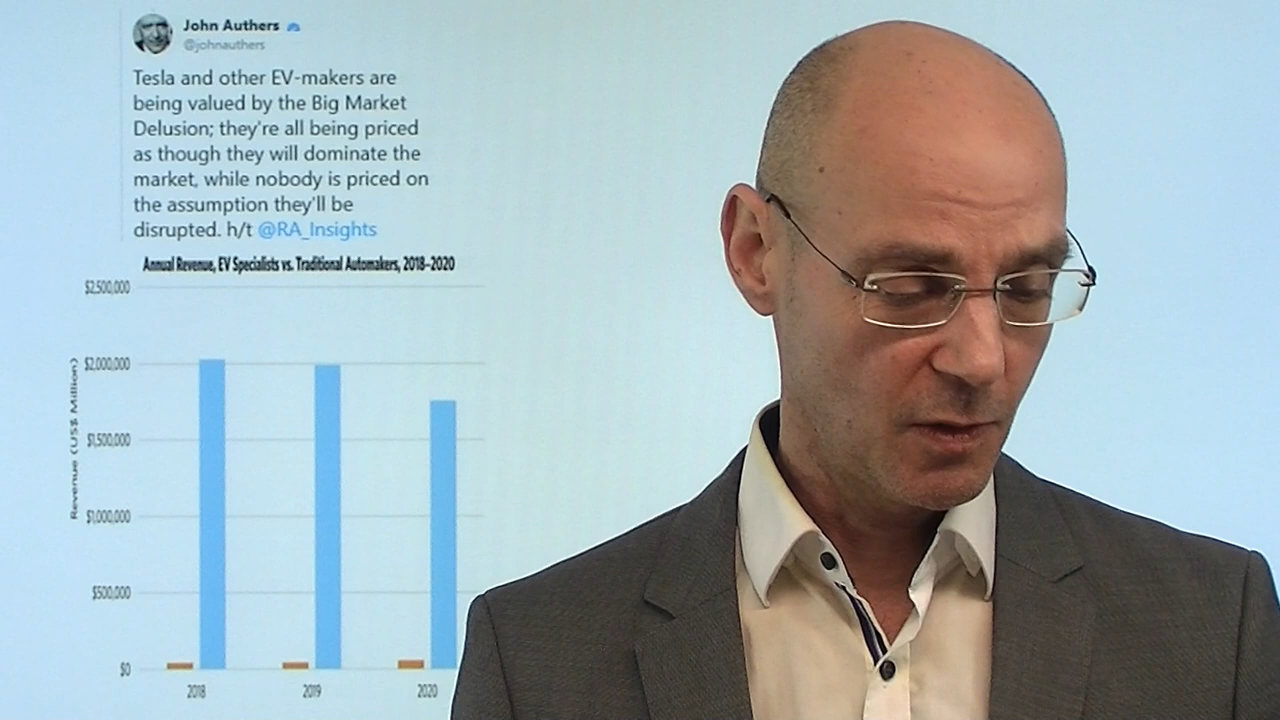 John Authers
@johnauthers
Tesla and other EV-makers are
being valued by the Big Market
Delusion; they're all being priced
as though they will dominate the
market, while nobody is priced on
the assumption they'll be
disrupted. h/t @RA_Insights
Annual Revenue, EV Specialists vs. Traditional Automakers, 2018–2020
$2,500,000
$2,000,000
$1,500,000
$1,000,000
$500,000
$0
Revenue (US$ Million)
2018 2019 2020